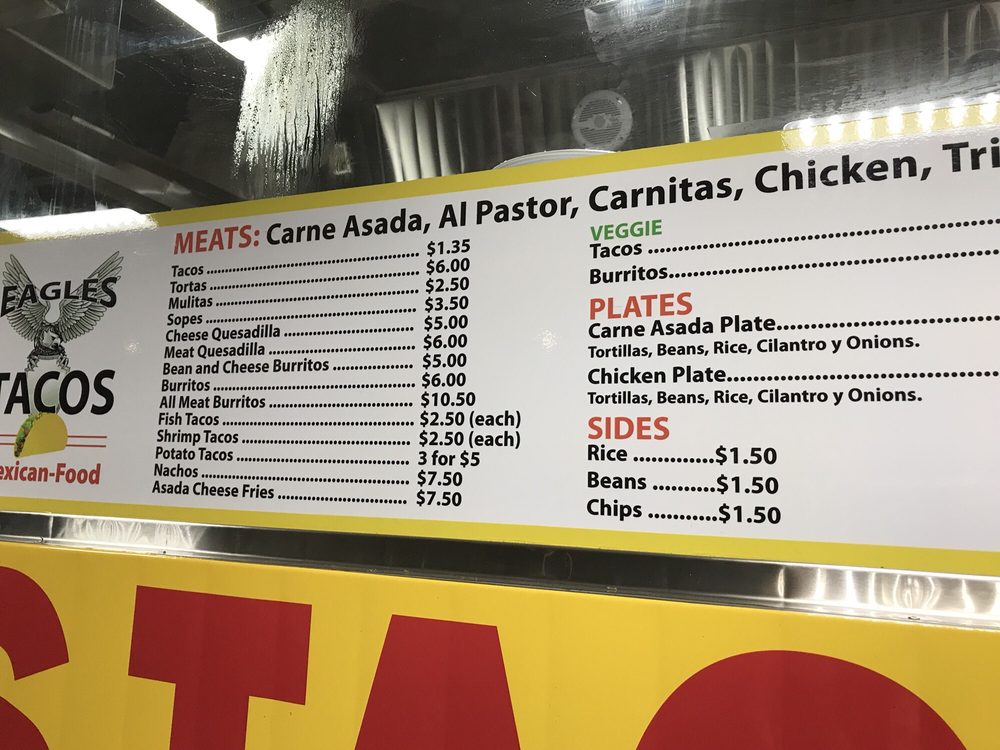 EAGLES
TACOS
exican-Food
MEATS: Carne Asada, Al Pastor, Carnitas, Chicken, Tri
Tacos ........ $1.35
Tortas ........ $6.00
Mulitas ........ $2.50
Sopes ........ $3.50
Cheese Quesadilla ........ $5.00
Meat Quesadilla ........ $6.00
Bean and Cheese Burritos ........ $5.00
Burritos ........ $6.00
All Meat Burritos ........ $10.50
Fish Tacos ........ $2.50 (each)
Shrimp Tacos ........ $2.50 (each)
Potato Tacos ........ 3 for $5
Nachos ........ $7.50
Asada Cheese Fries ........ $7.50
VEGGIE
Tacos ........
Burritos........
PLATES
Carne Asada Plate........
Tortillas, Beans, Rice, Cilantro y Onions.
Chicken Plate........
Tortillas, Beans, Rice, Cilantro y Onions.
SIDES
Rice .............$1.50
Beans ..........$1.50
Chips ...........$1.50
STAC